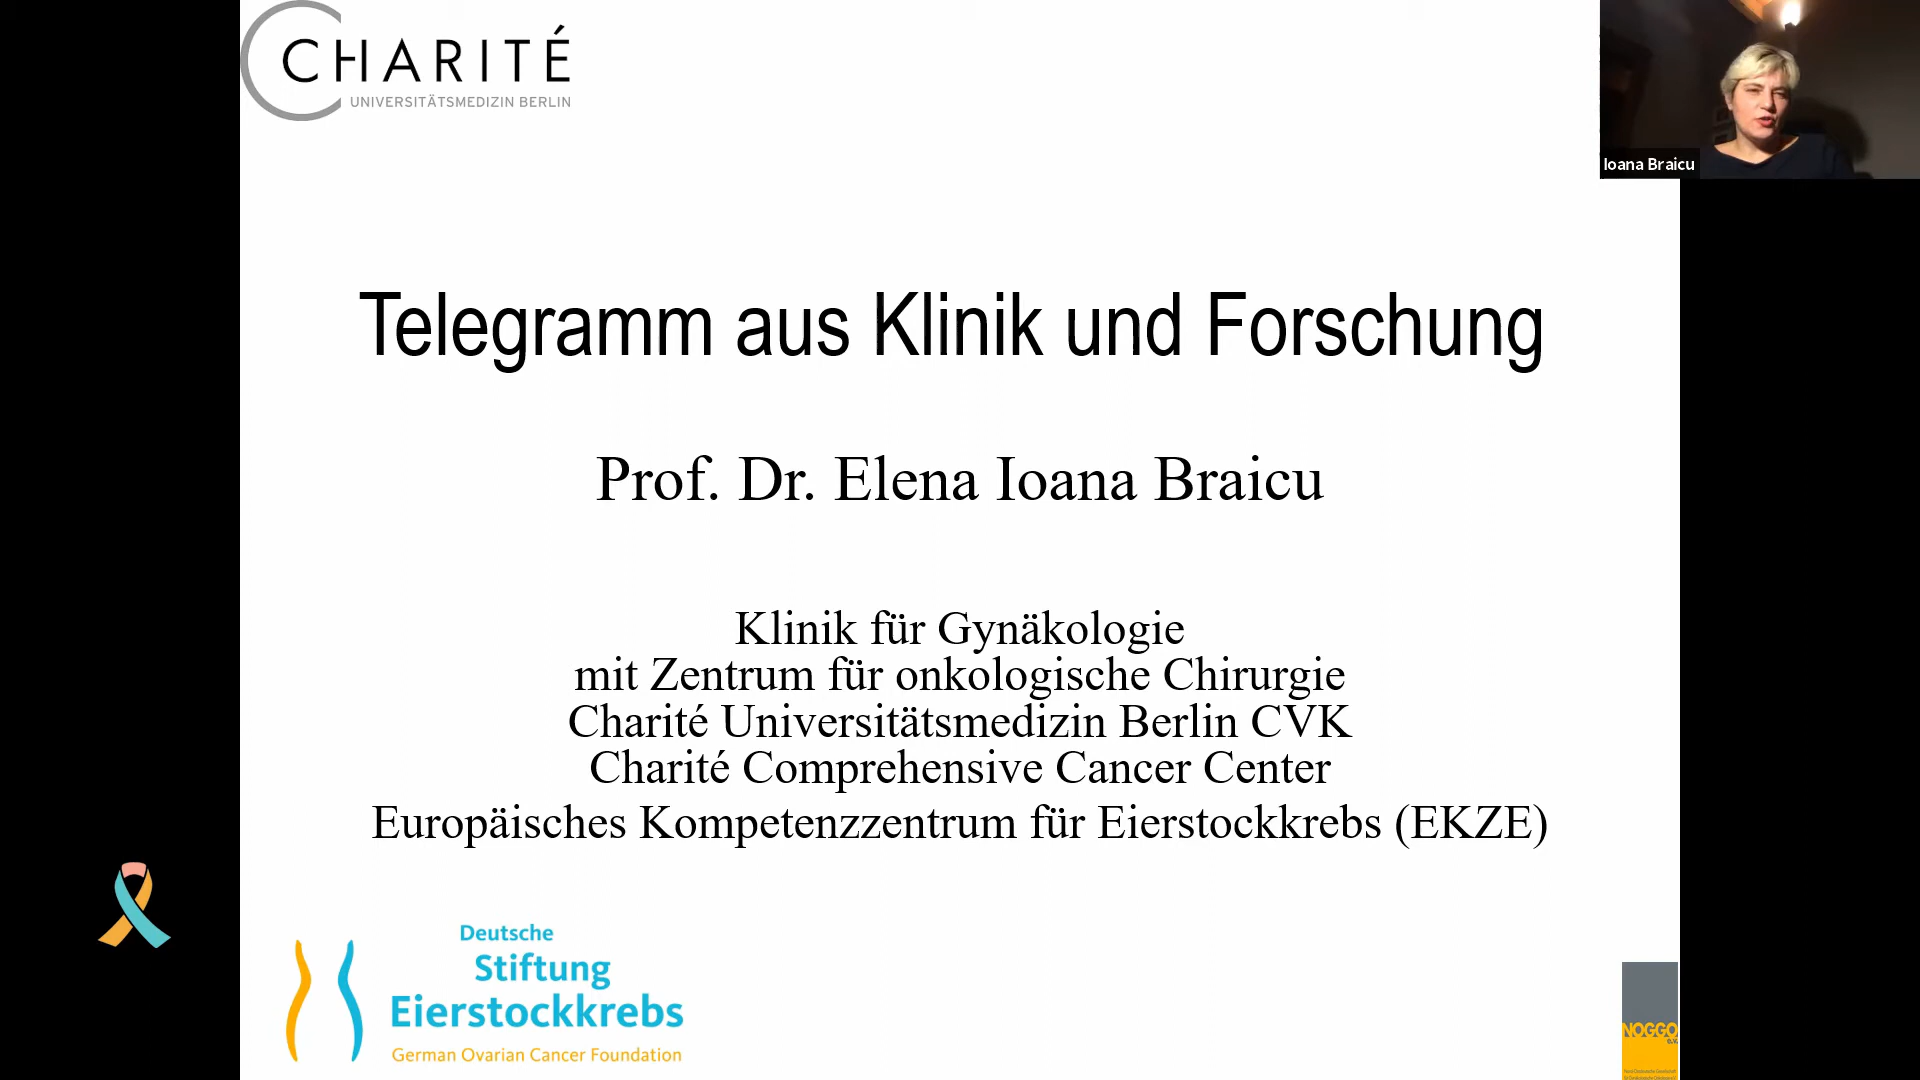 CHARITÉ
UNIVERSITÄTSMEDIZIN BERLIN
Ioana Braicu
Telegramm aus Klinik und Forschung
Prof. Dr. Elena Ioana Braicu
Klinik für Gynäkologie
mit Zentrum für onkologische Chirurgie
Charité Universitätsmedizin Berlin CVK
Charité Comprehensive Cancer Center
Europäisches Kompetenzzentrum für Eierstockkrebs (EKZE)
Deutsche
Stiftung
Eierstockkrebs
German Ovarian Cancer Foundation
NOGGO
e.V.